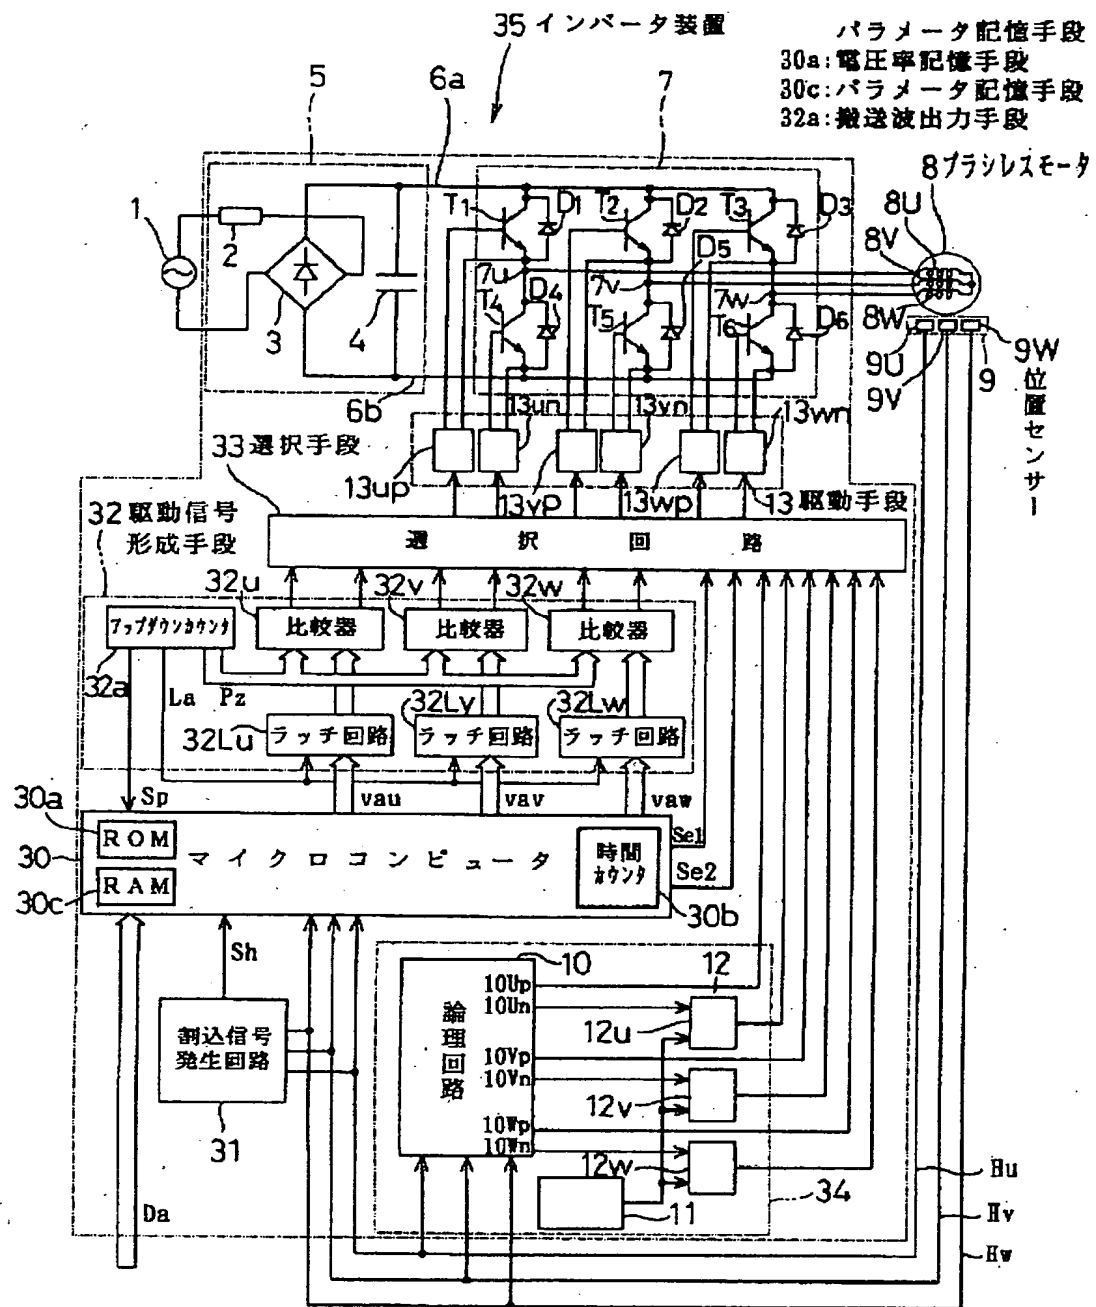 35 インバータ装置
パラメータ記憶手段
30a:電圧率記憶手段
30c:パラメータ記憶手段
32a:搬送波出力手段
5
6a
7
8 ブラシレスモータ
1
2
3
4
T1
D1
T2
D2
T3
D3
8U
8V
8W
7u
7v
7w
D5
T4
D4
T5
T6
D6
6b
9U
9V
9W
9
位置センサー
13un
13vn
13wn
13up
13vp
13wp
13 駆動手段
33 選択手段
選択回路
32 駆動信号形成手段
32u
32v
32w
アップダウンカウンタ
比較器
比較器
比較器
32a
La
Pz
32Lu
32Lv
32Lw
ラッチ回路
ラッチ回路
ラッチ回路
Sp
vau
vav
vaw
30a
ROM
30
マイクロコンピュータ
時間カウンタ
Se1
Se2
RAM
30c
30b
Sh
割込信号発生回路
31
Da
10
論理回路
10Up
10Un
10Vp
10Vn
10Wp
10Wn
12
12u
12v
12w
11
34
Hu
Hv
Hw